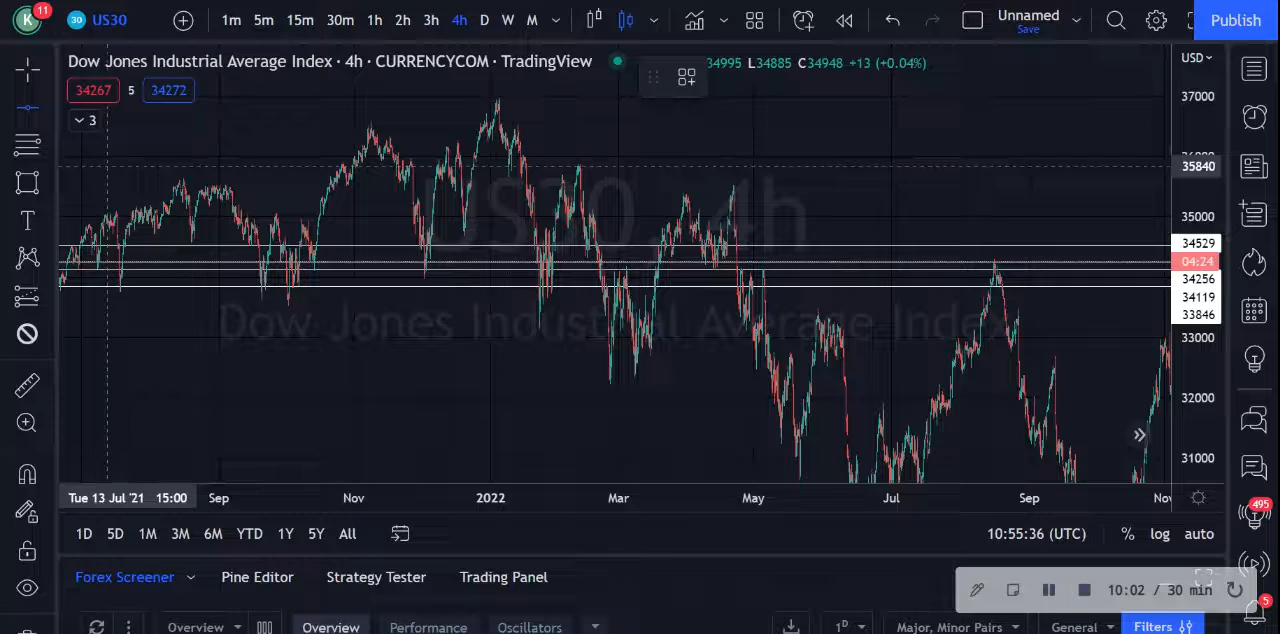 K 11 30 US30 1m 5m 15m 30m 1h 2h 3h 4h D W M Unnamed Save Publish
Dow Jones Industrial Average Index · 4h · CURRENCYCOM · TradingView 34995 L34885 C34948 +13 (+0.04%) USD
34267 5 34272
3
37000
35840
35000
34529
04:24
34256
34119
33846
33000
32000
31000
US30, 4h
Dow Jones Industrial Average Index
Tue 13 Jul '21 15:00 Sep Nov 2022 Mar May Jul Sep Nov
1D 5D 1M 3M 6M YTD 1Y 5Y All 10:55:36 (UTC) % log auto
495
Forex Screener Pine Editor Strategy Tester Trading Panel
10:02 / 30 min
5
Overview Overview Performance Oscillators 1D Major, Minor Pairs General Filters